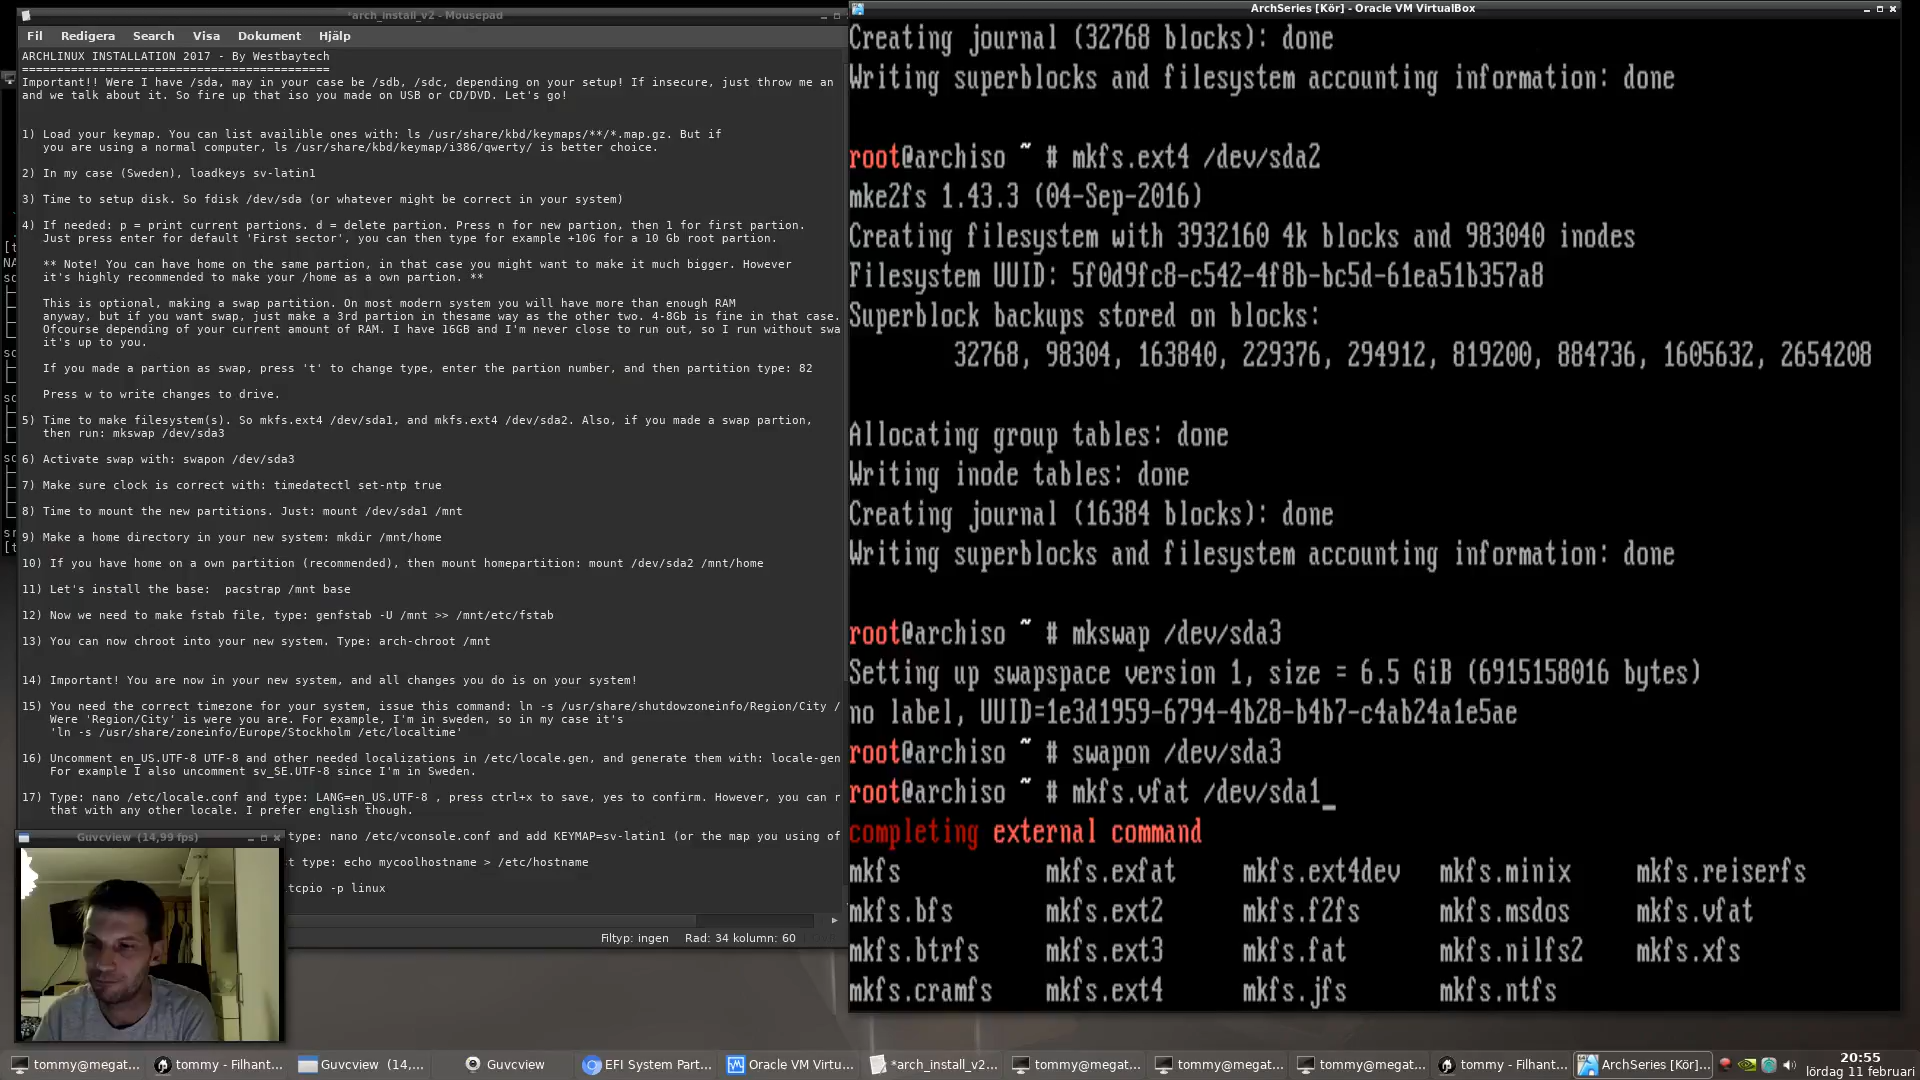 *arch_install_v2 - Mousepad
Fil Redigera Search Visa Dokument Hjälp
ARCHLINUX INSTALLATION 2017 - By Westbaytech
============================================
Important!! Were I have /sda, may in your case be /sdb, /sdc, depending on your setup! If insecure, just throw me an
and we talk about it. So fire up that iso you made on USB or CD/DVD. Let's go!
1) Load your keymap. You can list availible ones with: ls /usr/share/kbd/keymaps/**/*.map.gz. But if
you are using a normal computer, ls /usr/share/kbd/keymap/i386/qwerty/ is better choice.
2) In my case (Sweden), loadkeys sv-latin1
3) Time to setup disk. So fdisk /dev/sda (or whatever might be correct in your system)
4) If needed: p = print current partions. d = delete partion. Press n for new partion, then 1 for first partion.
Just press enter for default 'First sector', you can then type for example +10G for a 10 Gb root partion.
** Note! You can have home on the same partion, in that case you might want to make it much bigger. However
it's highly recommended to make your /home as a own partion. **
This is optional, making a swap partition. On most modern system you will have more than enough RAM
anyway, but if you want swap, just make a 3rd partion in thesame way as the other two. 4-8Gb is fine in that case.
Ofcourse depending of your current amount of RAM. I have 16GB and I'm never close to run out, so I run without swa
it's up to you.
If you made a partion as swap, press 't' to change type, enter the partion number, and then partition type: 82
Press w to write changes to drive.
5) Time to make filesystem(s). So mkfs.ext4 /dev/sda1, and mkfs.ext4 /dev/sda2. Also, if you made a swap partion,
then run: mkswap /dev/sda3
6) Activate swap with: swapon /dev/sda3
7) Make sure clock is correct with: timedatectl set-ntp true
8) Time to mount the new partitions. Just: mount /dev/sda1 /mnt
9) Make a home directory in your new system: mkdir /mnt/home
10) If you have home on a own partition (recommended), then mount homepartition: mount /dev/sda2 /mnt/home
11) Let's install the base:  pacstrap /mnt base
12) Now we need to make fstab file, type: genfstab -U /mnt >> /mnt/etc/fstab
13) You can now chroot into your new system. Type: arch-chroot /mnt
14) Important! You are now in your new system, and all changes you do is on your system!
15) You need the correct timezone for your system, issue this command: ln -s /usr/share/shutdowzoneinfo/Region/City /
Were 'Region/City' is were you are. For example, I'm in sweden, so in my case it's
'ln -s /usr/share/zoneinfo/Europe/Stockholm /etc/localtime'
16) Uncomment en_US.UTF-8 UTF-8 and other needed localizations in /etc/locale.gen, and generate them with: locale-gen
For example I also uncomment sv_SE.UTF-8 since I'm in Sweden.
17) Type: nano /etc/locale.conf and type: LANG=en_US.UTF-8 , press ctrl+x to save, yes to confirm. However, you can r
that with any other locale. I prefer english though.
type: nano /etc/vconsole.conf and add KEYMAP=sv-latin1 (or the map you using of
t type: echo mycoolhostname > /etc/hostname
tcpio -p linux
Filtyp: ingen Rad: 34 kolumn: 60
Guvcview (14,99 fps)
ArchSeries [Kör] - Oracle VM VirtualBox
Creating journal (32768 blocks): done
Writing superblocks and filesystem accounting information: done
root@archiso ~ # mkfs.ext4 /dev/sda2
mke2fs 1.43.3 (04-Sep-2016)
Creating filesystem with 3932160 4k blocks and 983040 inodes
Filesystem UUID: 5f0d9fc8-c542-4f8b-bc5d-61ea51b357a8
Superblock backups stored on blocks:
32768, 98304, 163840, 229376, 294912, 819200, 884736, 1605632, 2654208
Allocating group tables: done
Writing inode tables: done
Creating journal (16384 blocks): done
Writing superblocks and filesystem accounting information: done
root@archiso ~ # mkswap /dev/sda3
Setting up swapspace version 1, size = 6.5 GiB (6915158016 bytes)
no label, UUID=1e3d1959-6794-4b28-b4b7-c4ab24a1e5ae
root@archiso ~ # swapon /dev/sda3
root@archiso ~ # mkfs.vfat /dev/sda1_
completing external command
mkfs mkfs.exfat mkfs.ext4dev mkfs.minix mkfs.reiserfs
mkfs.bfs mkfs.ext2 mkfs.f2fs mkfs.msdos mkfs.vfat
mkfs.btrfs mkfs.ext3 mkfs.fat mkfs.nilfs2 mkfs.xfs
mkfs.cramfs mkfs.ext4 mkfs.jfs mkfs.ntfs
tommy@megat... tommy - Filhant... Guvcview (14,... Guvcview EFI System Part... Oracle VM Virtu... *arch_install_v2... tommy@megat... tommy@megat... tommy@megat... tommy - Filhant... ArchSeries [Kör]... 20:55
lördag 11 februari